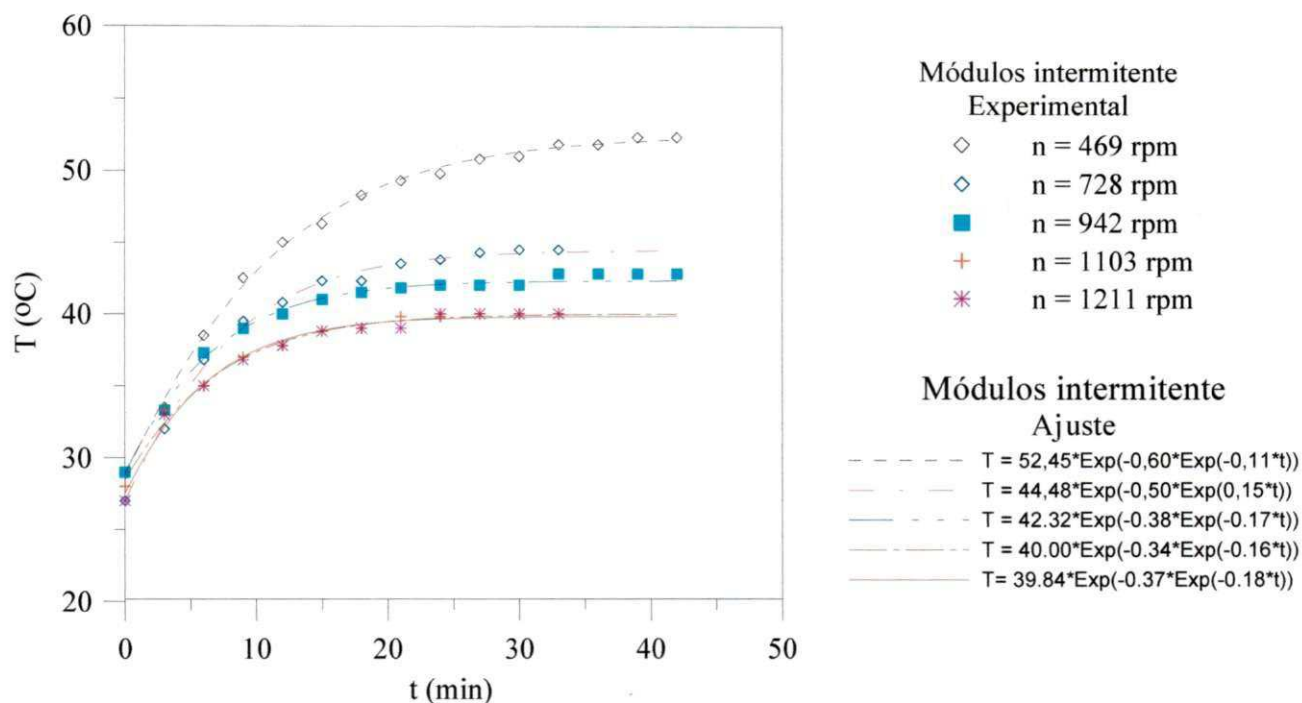 60
50
40
30
20
T (ºC)
0
10
20
30
40
50
t (min)
Módulos intermitente
Experimental
n = 469 rpm
n = 728 rpm
n = 942 rpm
n = 1103 rpm
n = 1211 rpm
Módulos intermitente
Ajuste
T = 52,45*Exp(-0,60*Exp(-0,11*t))
T = 44,48*Exp(-0,50*Exp(0,15*t))
T = 42.32*Exp(-0.38*Exp(-0.17*t))
T = 40.00*Exp(-0.34*Exp(-0.16*t))
T= 39.84*Exp(-0.37*Exp(-0.18*t))